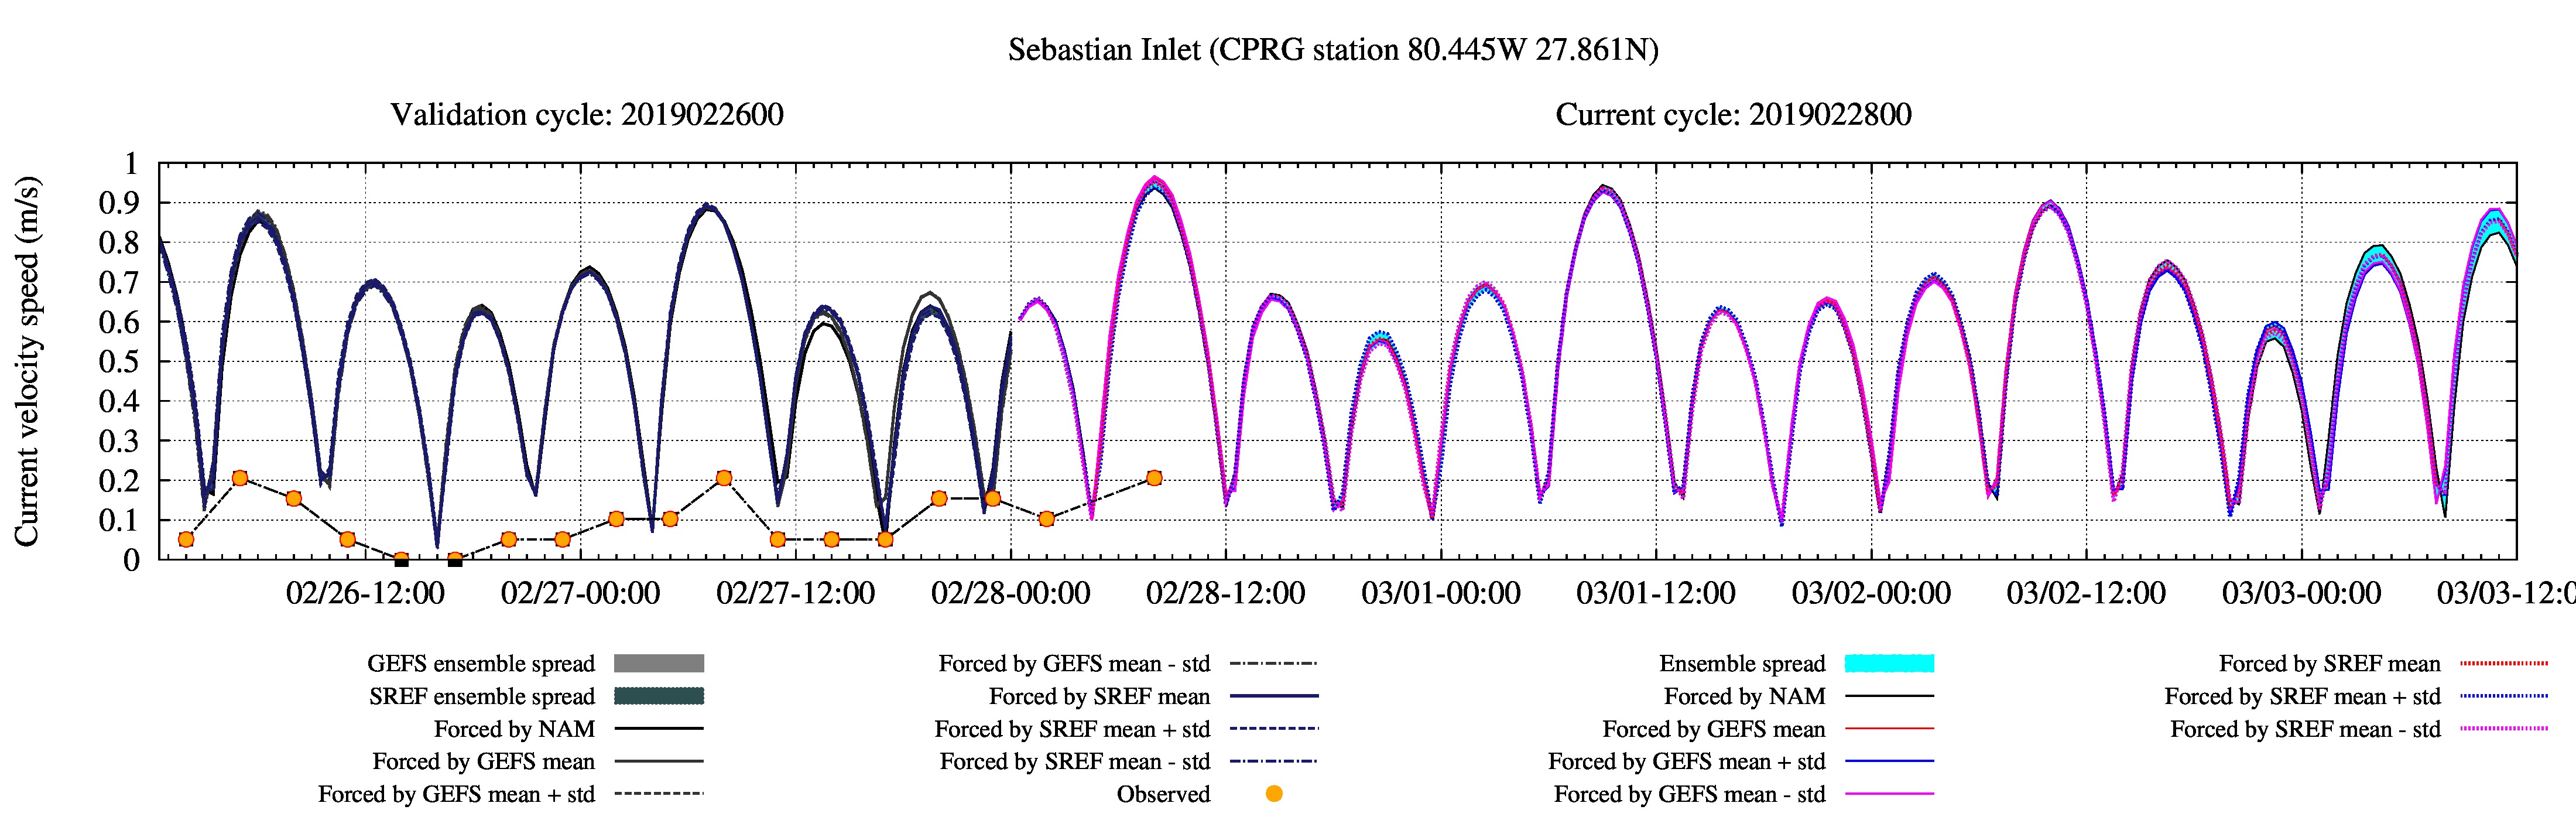 Sebastian Inlet (CPRG station 80.445W 27.861N)
Validation cycle: 2019022600
Current cycle: 2019022800
Current velocity speed (m/s)
1
0.9
0.8
0.7
0.6
0.5
0.4
0.3
0.2
0.1
0
02/26-12:00 02/27-00:00 02/27-12:00 02/28-00:00 02/28-12:00 03/01-00:00 03/01-12:00 03/02-00:00 03/02-12:00 03/03-00:00 03/03-12:0
GEFS ensemble spread
SREF ensemble spread
Forced by NAM
Forced by GEFS mean
Forced by GEFS mean + std
Forced by GEFS mean - std
Forced by SREF mean
Forced by SREF mean + std
Forced by SREF mean - std
Observed
Ensemble spread
Forced by NAM
Forced by GEFS mean
Forced by GEFS mean + std
Forced by GEFS mean - std
Forced by SREF mean
Forced by SREF mean + std
Forced by SREF mean - std